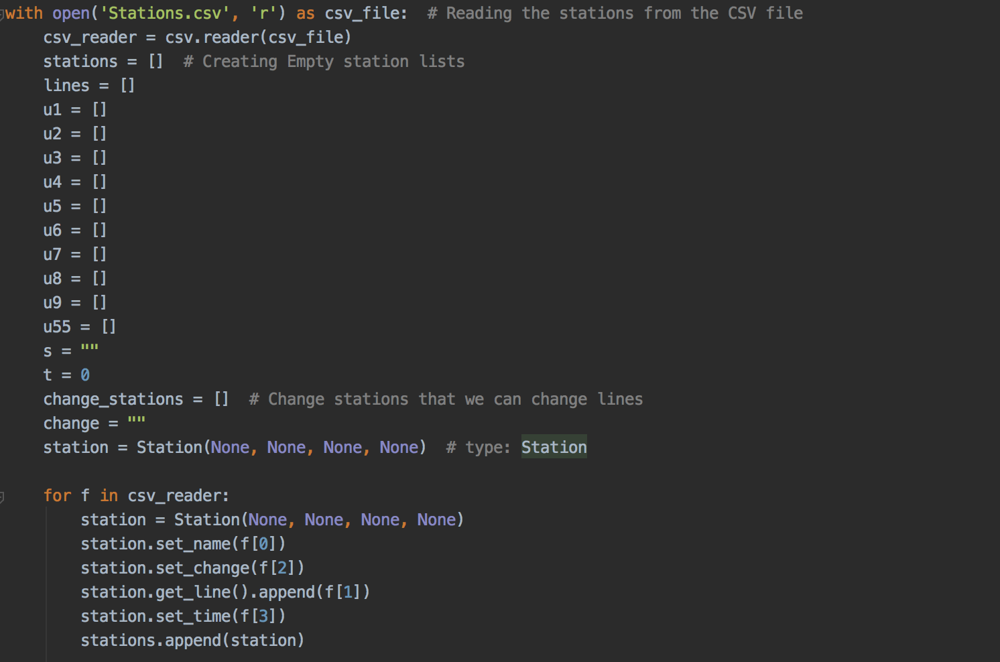 with open('Stations.csv', 'r') as csv_file:  # Reading the stations from the CSV file
    csv_reader = csv.reader(csv_file)
    stations = []  # Creating Empty station lists
    lines = []
    u1 = []
    u2 = []
    u3 = []
    u4 = []
    u5 = []
    u6 = []
    u7 = []
    u8 = []
    u9 = []
    u55 = []
    s = ""
    t = 0
    change_stations = []  # Change stations that we can change lines
    change = ""
    station = Station(None, None, None, None)  # type: Station

    for f in csv_reader:
        station = Station(None, None, None, None)
        station.set_name(f[0])
        station.set_change(f[2])
        station.get_line().append(f[1])
        station.set_time(f[3])
        stations.append(station)